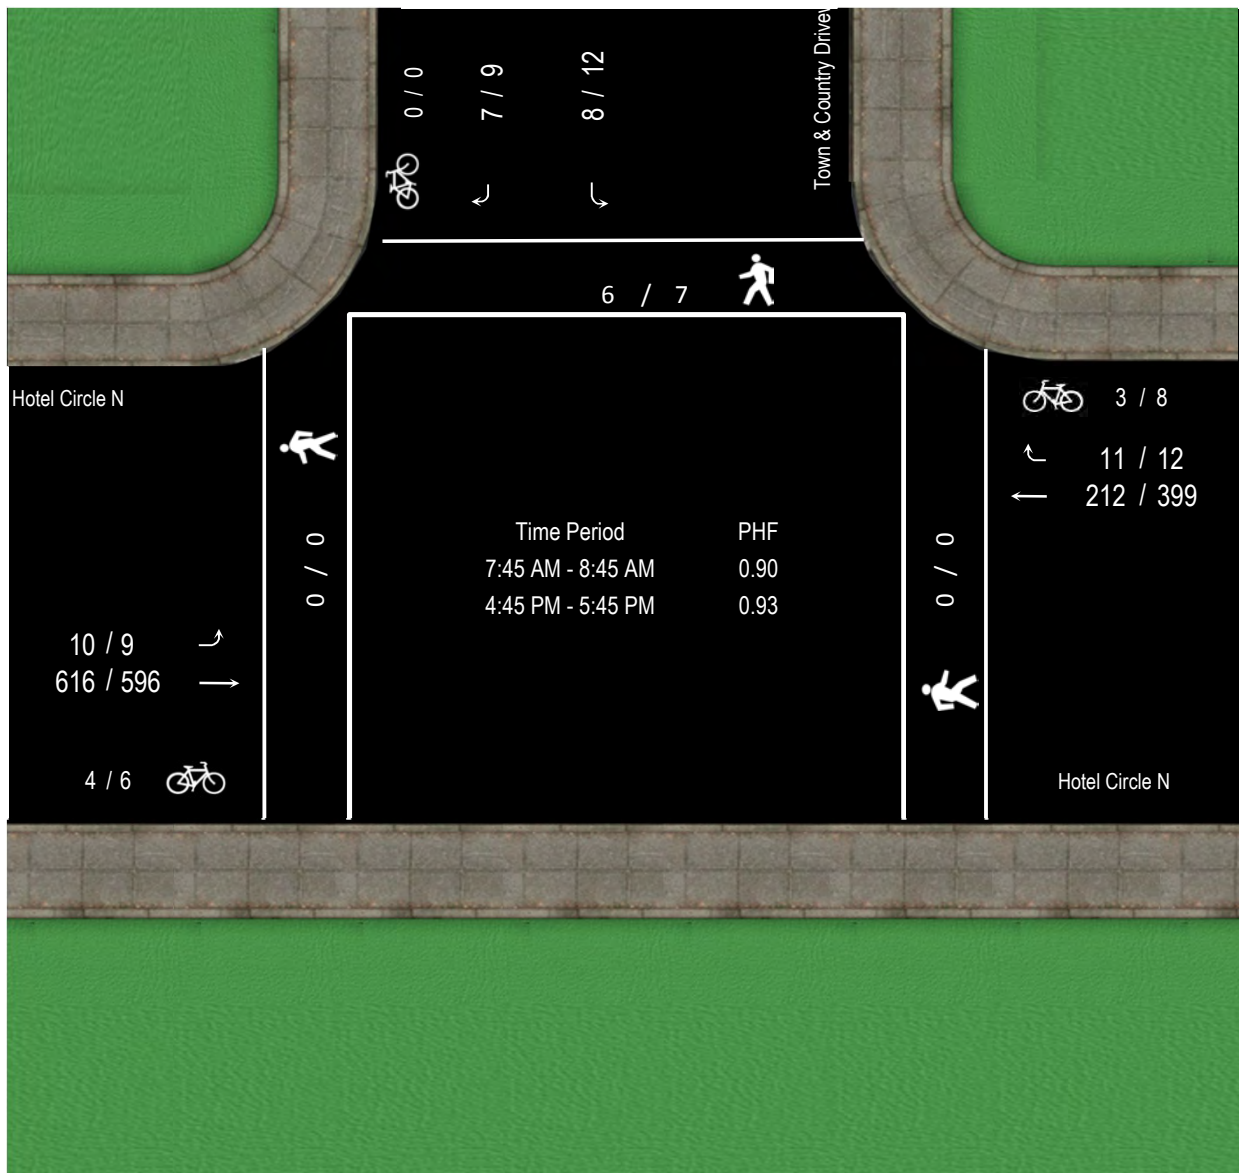 0 / 0
7 / 9
8 / 12
Town & Country Drivew
6 / 7
Hotel Circle N
3 / 8
11 / 12
212 / 399
0 / 0
Time Period PHF
7:45 AM - 8:45 AM 0.90
4:45 PM - 5:45 PM 0.93
0 / 0
10 / 9
616 / 596
4 / 6
Hotel Circle N